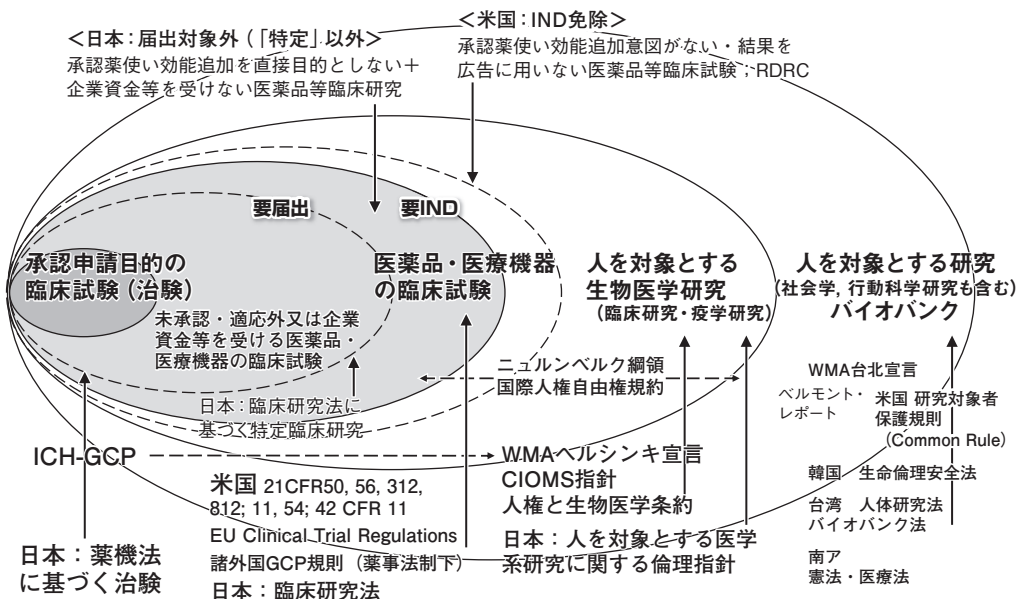 <日本：届出対象外（「特定」以外>
承認薬使い効能追加を直接目的としない＋
企業資金等を受けない医薬品等臨床研究
<米国：IND免除>
承認薬使い効能追加意図がない・結果を
広告に用いない医薬品等臨床試験；RDRC
要届出
要IND
承認申請目的の
臨床試験（治験）
未承認・適応外又は企業
資金等を受ける医薬品・
医療機器の臨床試験
日本：臨床研究法に
基づく特定臨床研究
医薬品・医療機器
の臨床試験
人を対象とする
生物医学研究
（臨床研究・疫学研究）
人を対象とする研究
（社会学，行動科学研究も含む）
バイオバンク
ニュルンベルク綱領
国際人権自由権規約
WMA台北宣言
ベルモント・
レポート
米国 研究対象者
保護規則
（Common Rule）
韓国　生命倫理安全法
台湾　人体研究法
バイオバンク法
南ア
憲法・医療法
ICH-GCP
WMAヘルシンキ宣言
CIOMS指針
人権と生物医学条約
日本：人を対象とする医学
系研究に関する倫理指針
米国 21CFR50, 56, 312,
812; 11, 54; 42 CFR 11
EU Clinical Trial Regulations
諸外国GCP規則（薬事法制下）
日本：臨床研究法
日本：薬機法
に基づく治験